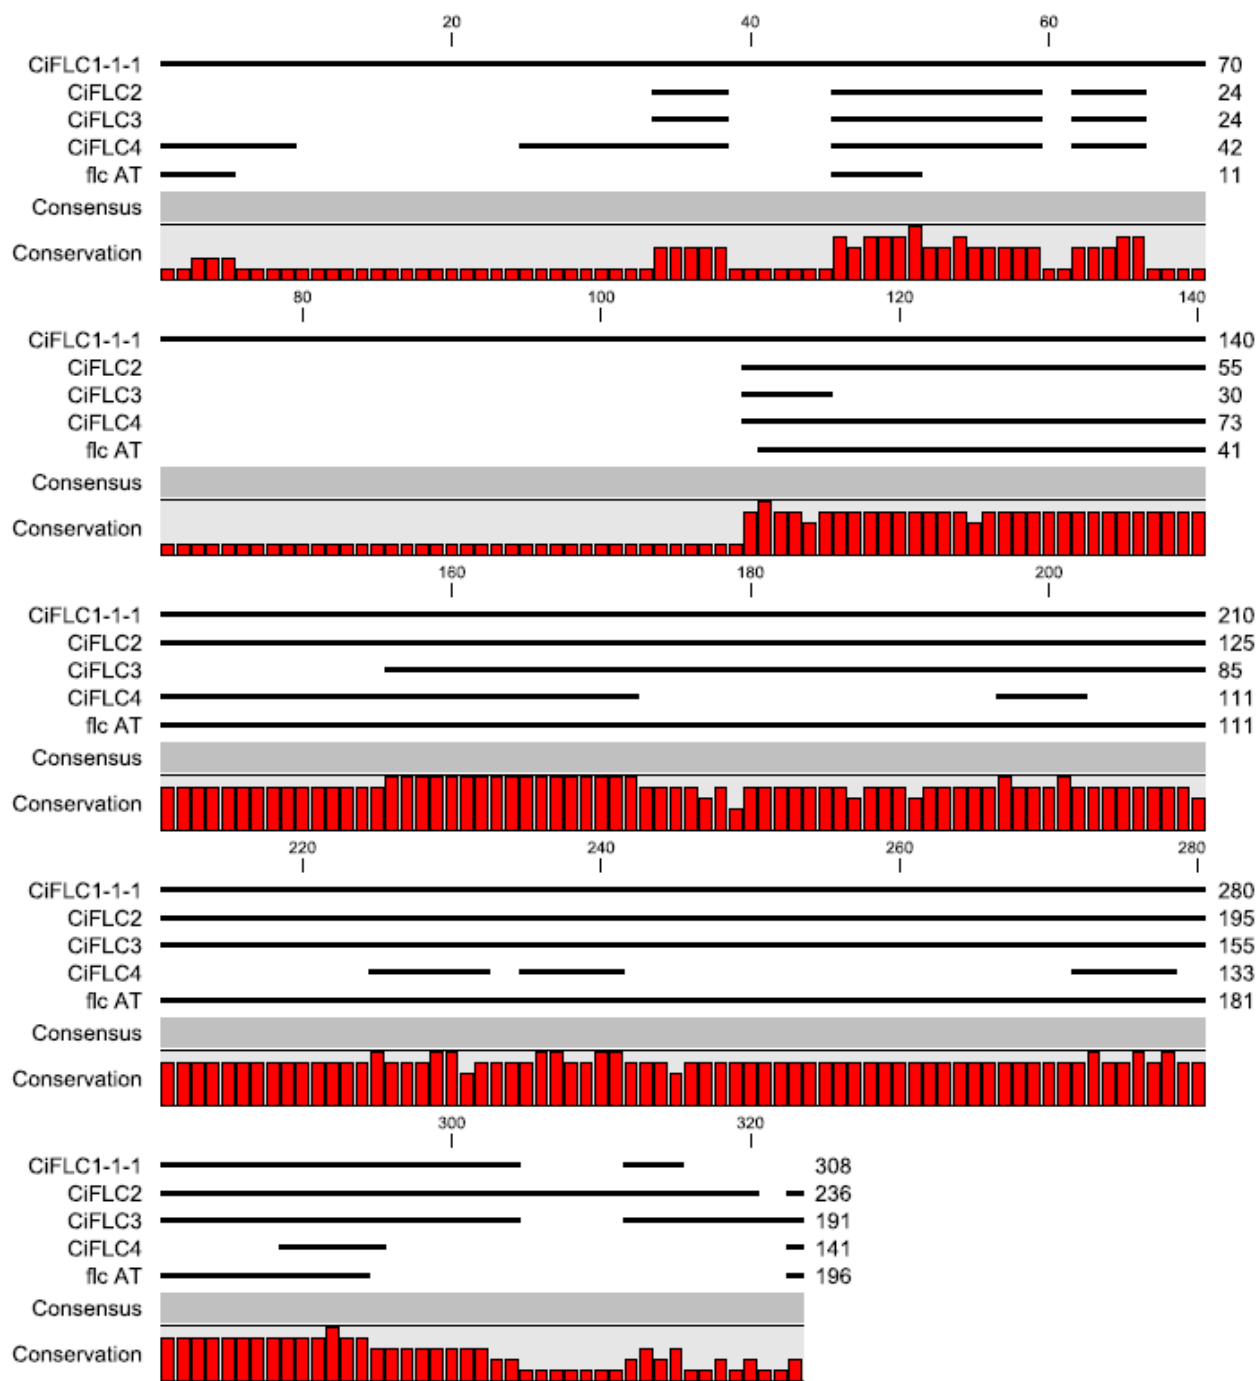 20 40 60
CiFLC1-1-1 70
CiFLC2 24
CiFLC3 24
CiFLC4 42
flc AT 11
Consensus
Conservation
80 100 120 140
CiFLC1-1-1 140
CiFLC2 55
CiFLC3 30
CiFLC4 73
flc AT 41
Consensus
Conservation
160 180 200
CiFLC1-1-1 210
CiFLC2 125
CiFLC3 85
CiFLC4 111
flc AT 111
Consensus
Conservation
220 240 260 280
CiFLC1-1-1 280
CiFLC2 195
CiFLC3 155
CiFLC4 133
flc AT 181
Consensus
Conservation
300 320
CiFLC1-1-1 308
CiFLC2 236
CiFLC3 191
CiFLC4 141
flc AT 196
Consensus
Conservation